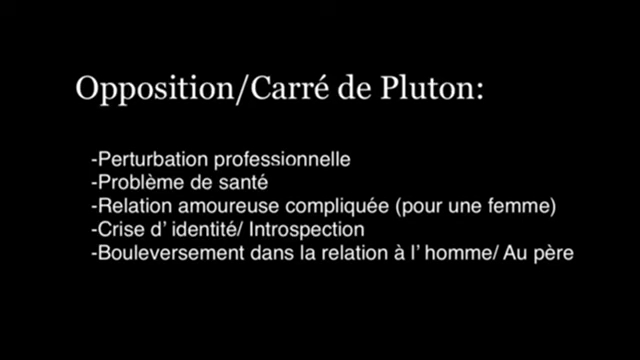 Opposition/Carré de Pluton:
-Perturbation professionnelle
-Problème de santé
-Relation amoureuse compliquée (pour une femme)
-Crise d' identité/ Introspection
-Bouleversement dans la relation à l' homme/ Au père